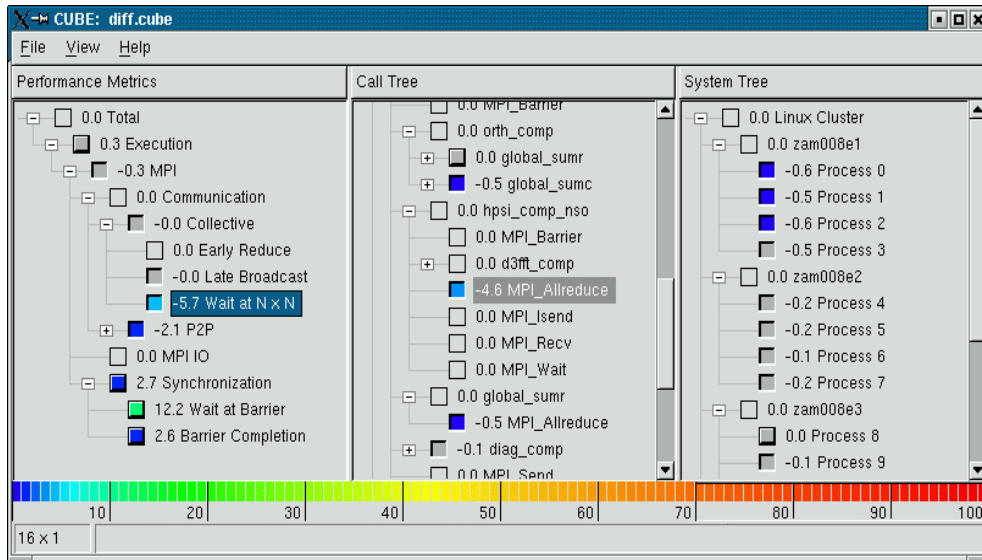 CUBE: diff.cube
File View Help
Performance Metrics
0.0 Total
0.3 Execution
-0.3 MPI
0.0 Communication
-0.0 Collective
0.0 Early Reduce
-0.0 Late Broadcast
-5.7 Wait at N x N
-2.1 P2P
0.0 MPI IO
2.7 Synchronization
12.2 Wait at Barrier
2.6 Barrier Completion
Call Tree
0.0 MPI_Barrier
0.0 orth_comp
0.0 global_sumr
-0.5 global_sumc
0.0 hpsi_comp_nso
0.0 MPI_Barrier
0.0 d3fft_comp
-4.6 MPI_Allreduce
0.0 MPI_Isend
0.0 MPI_Recv
0.0 MPI_Wait
0.0 global_sumr
-0.5 MPI_Allreduce
-0.1 diag_comp
0.0 MPI_Send
System Tree
0.0 Linux Cluster
0.0 zam008e1
-0.6 Process 0
-0.5 Process 1
-0.6 Process 2
-0.5 Process 3
0.0 zam008e2
-0.2 Process 4
-0.2 Process 5
-0.1 Process 6
-0.2 Process 7
0.0 zam008e3
0.0 Process 8
-0.1 Process 9
10 20 30 40 50 60 70 80 90 100
16 x 1